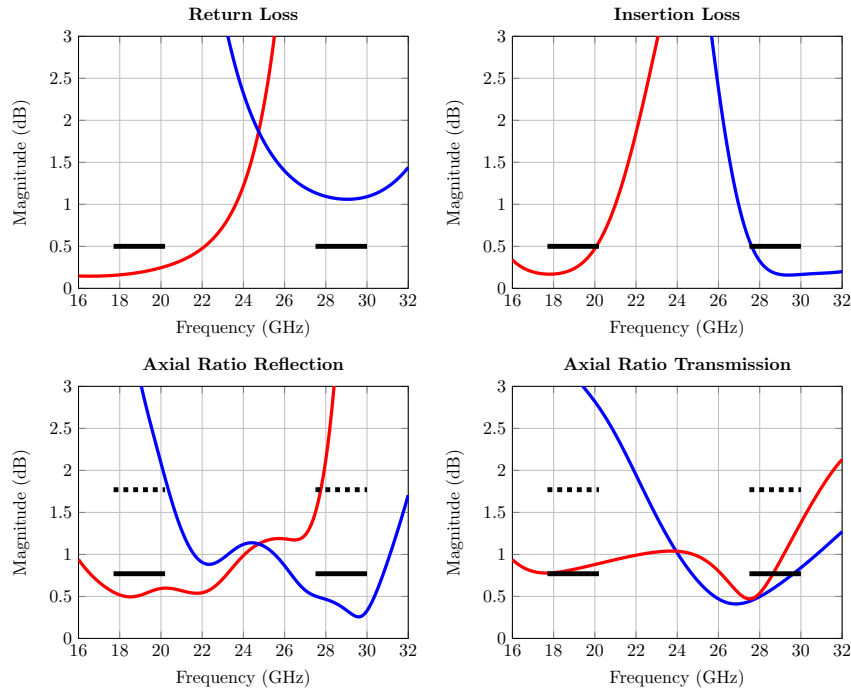 Return Loss
3
2.5
2
1.5
1
0.5
0
16 18 20 22 24 26 28 30 32
Magnitude (dB)
Frequency (GHz)
Insertion Loss
3
2.5
2
1.5
1
0.5
0
16 18 20 22 24 26 28 30 32
Magnitude (dB)
Frequency (GHz)
Axial Ratio Reflection
3
2.5
2
1.5
1
0.5
0
16 18 20 22 24 26 28 30 32
Magnitude (dB)
Frequency (GHz)
Axial Ratio Transmission
3
2.5
2
1.5
1
0.5
0
16 18 20 22 24 26 28 30 32
Magnitude (dB)
Frequency (GHz)